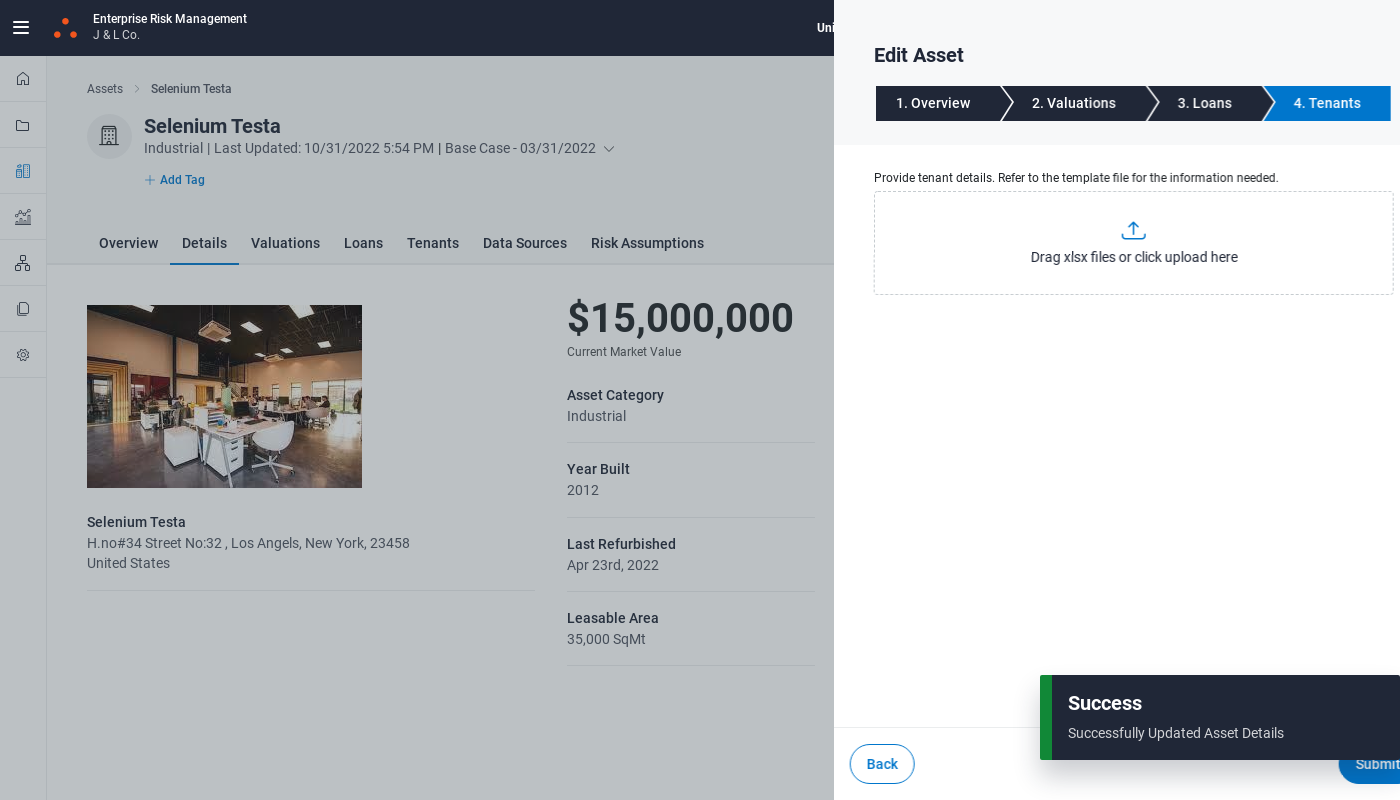 Enterprise Risk Management
J & L Co.
Uni
Assets
Selenium Testa
Selenium Testa
Industrial | Last Updated: 10/31/2022 5:54 PM | Base Case - 03/31/2022
Add Tag
Overview
Details
Valuations
Loans
Tenants
Data Sources
Risk Assumptions
Selenium Testa
H.no#34 Street No:32 , Los Angels, New York, 23458
United States
$15,000,000
Current Market Value
Asset Category
Industrial
Year Built
2012
Last Refurbished
Apr 23rd, 2022
Leasable Area
35,000 SqMt
Edit Asset
1. Overview
2. Valuations
3. Loans
4. Tenants
Provide tenant details. Refer to the template file for the information needed.
Drag xlsx files or click upload here
Success
Successfully Updated Asset Details
Back
Submit